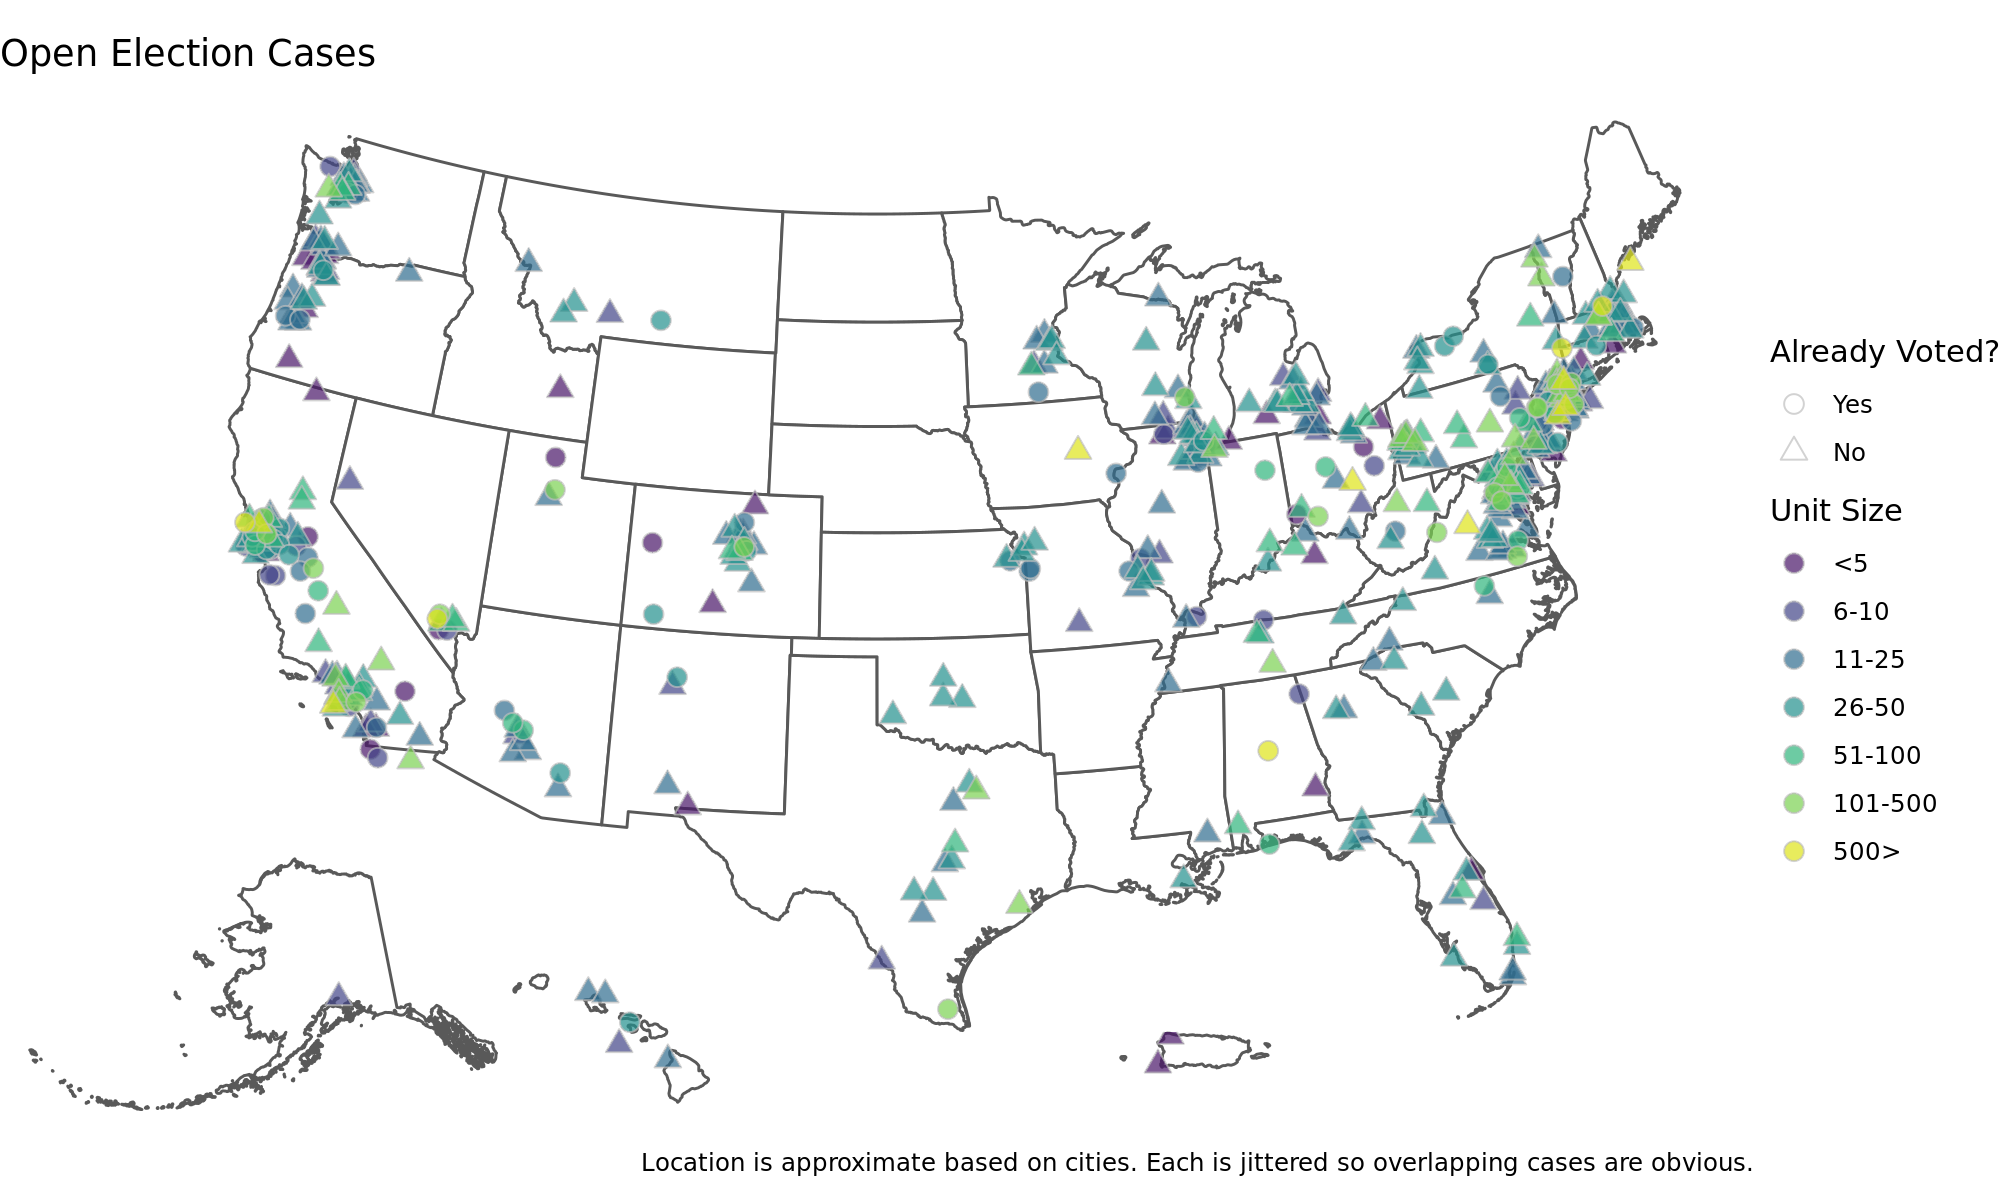 Open Election Cases
Already Voted?
Yes
No
Unit Size
<5
6-10
11-25
26-50
51-100
101-500
500>
Location is approximate based on cities. Each is jittered so overlapping cases are obvious.